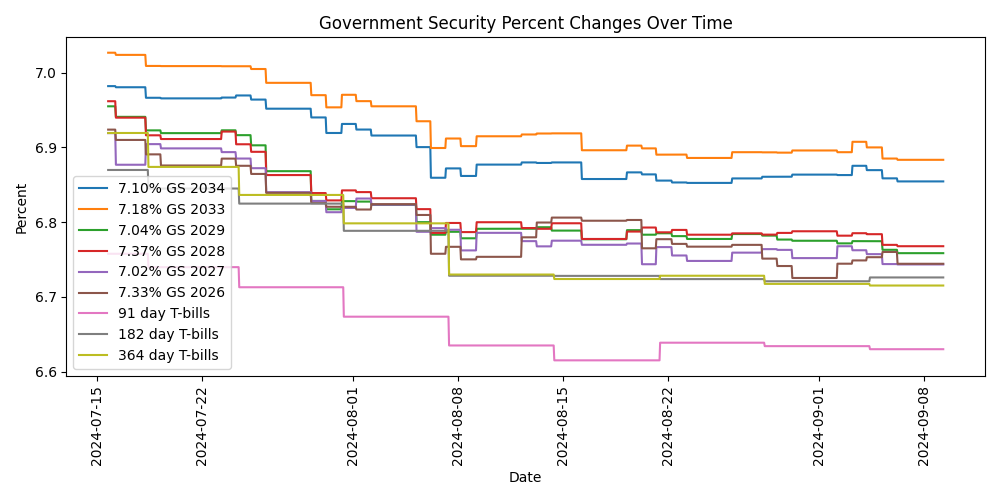 Government Security Percent Changes Over Time
Percent
7.0
6.9
6.8
6.7
6.6
7.10% GS 2034
7.18% GS 2033
7.04% GS 2029
7.37% GS 2028
7.02% GS 2027
7.33% GS 2026
91 day T-bills
182 day T-bills
364 day T-bills
2024-07-15
2024-07-22
2024-08-01
2024-08-08
2024-08-15
2024-08-22
2024-09-01
2024-09-08
Date